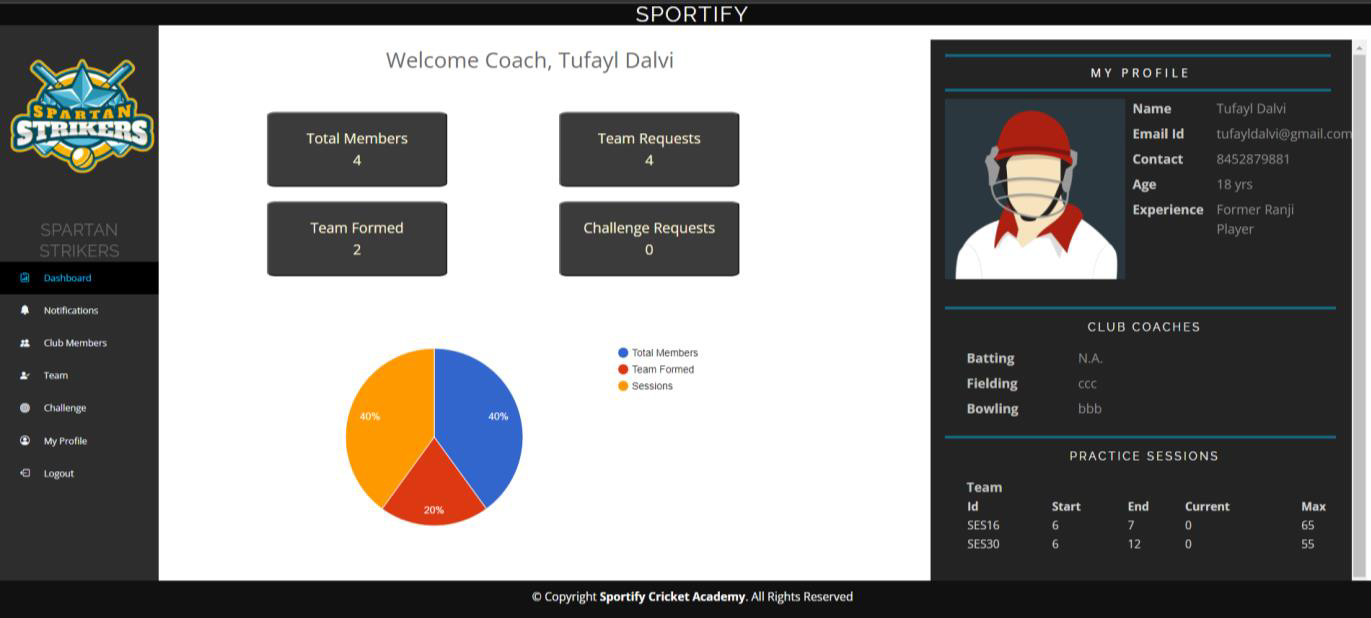 SPORTIFY
SPARTAN
STRIKERS
SPARTAN
STRIKERS
Dashboard
Notifications
Club Members
Team
Challenge
My Profile
Logout
Welcome Coach, Tufayl Dalvi
Total Members
4
Team Requests
4
Team Formed
2
Challenge Requests
0
Total Members
Team Formed
Sessions
40%
40%
20%
MY PROFILE
Name Tufayl Dalvi
Email Id tufayldalvi@gmail.com
Contact 8452879881
Age 18 yrs
Experience Former Ranji
Player
CLUB COACHES
Batting N.A.
Fielding ccc
Bowling bbb
PRACTICE SESSIONS
Team
Id Start End Current Max
SES16 6 7 0 65
SES30 6 12 0 55
© Copyright Sportify Cricket Academy. All Rights Reserved